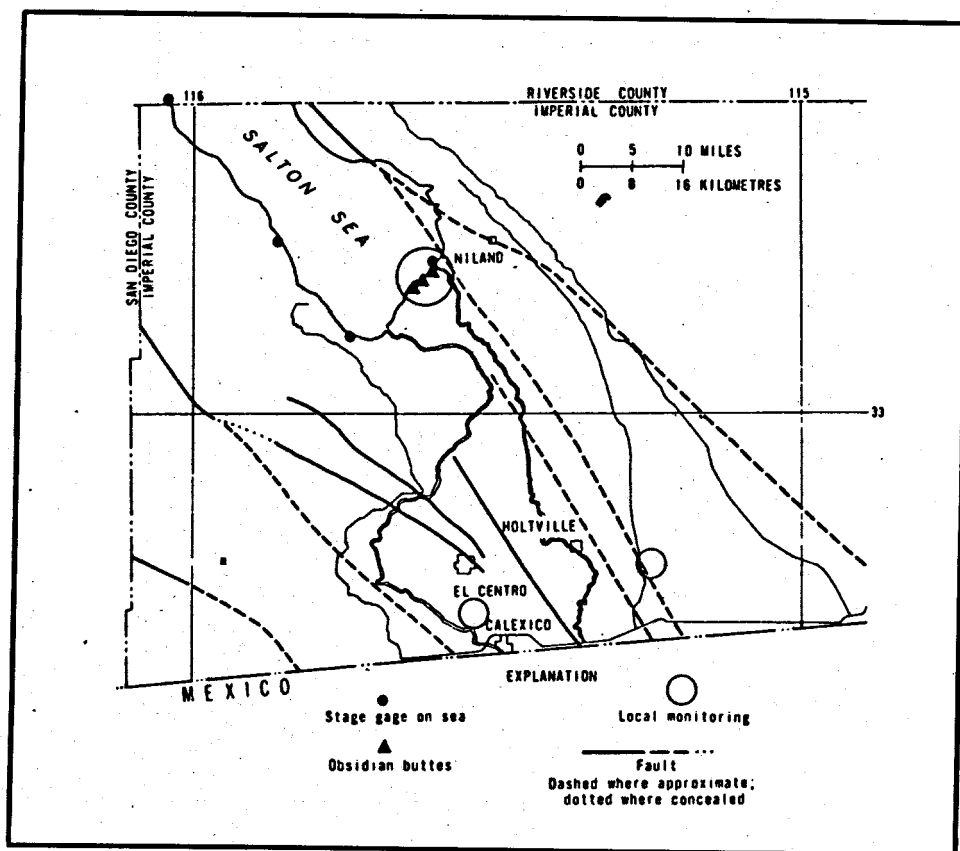 116
RIVERSIDE COUNTY
IMPERIAL COUNTY
115
SALTON SEA
0 5 10 MILES
0 8 16 KILOMETRES
SAN DIEGO COUNTY
IMPERIAL COUNTY
NILAND
33
HOLTVILLE
EL CENTRO
CALEXICO
MEXICO
EXPLANATION
Stage gage on sea
Local monitoring
Obsidian buttes
Fault
Dashed where approximate;
dotted where concealed